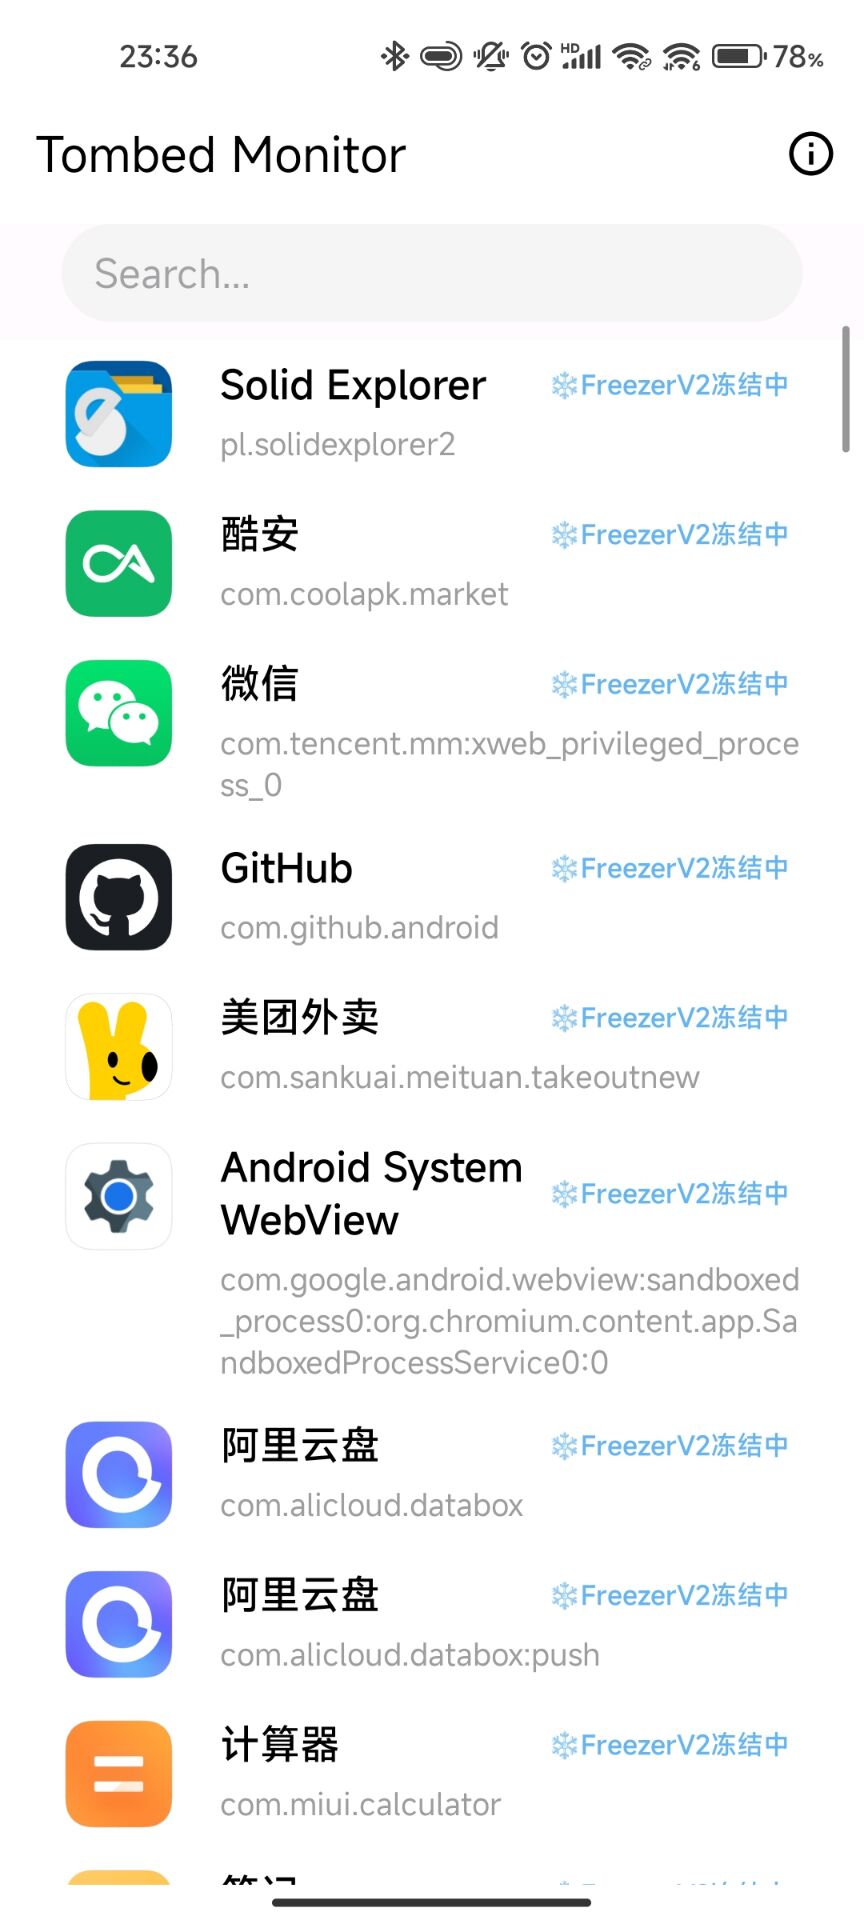 23:36
HD
6
78%
Tombed Monitor
Search...
Solid Explorer
❄FreezerV2冻结中
pl.solidexplorer2
酷安
❄FreezerV2冻结中
com.coolapk.market
微信
❄FreezerV2冻结中
com.tencent.mm:xweb_privileged_proce
ss_0
GitHub
❄FreezerV2冻结中
com.github.android
美团外卖
❄FreezerV2冻结中
com.sankuai.meituan.takeoutnew
Android System
WebView
❄FreezerV2冻结中
com.google.android.webview:sandboxed
_process0:org.chromium.content.app.Sa
ndboxedProcessService0:0
阿里云盘
❄FreezerV2冻结中
com.alicloud.databox
阿里云盘
❄FreezerV2冻结中
com.alicloud.databox:push
计算器
❄FreezerV2冻结中
com.miui.calculator